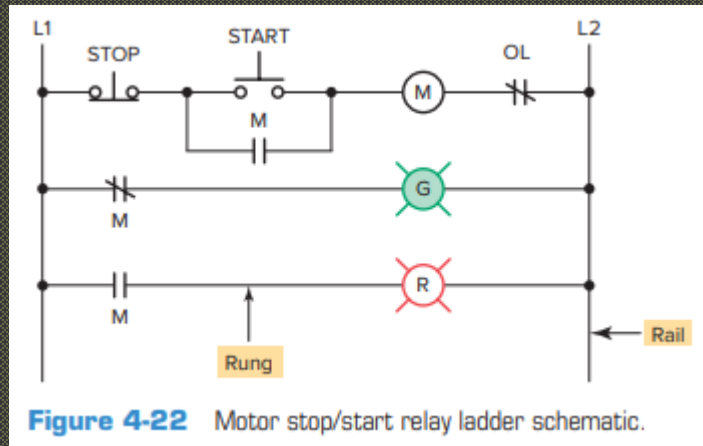 L1
L2
STOP
START
OL
M
M
G
M
R
M
Rung
Rail
Figure 4-22 Motor stop/start relay ladder schematic.